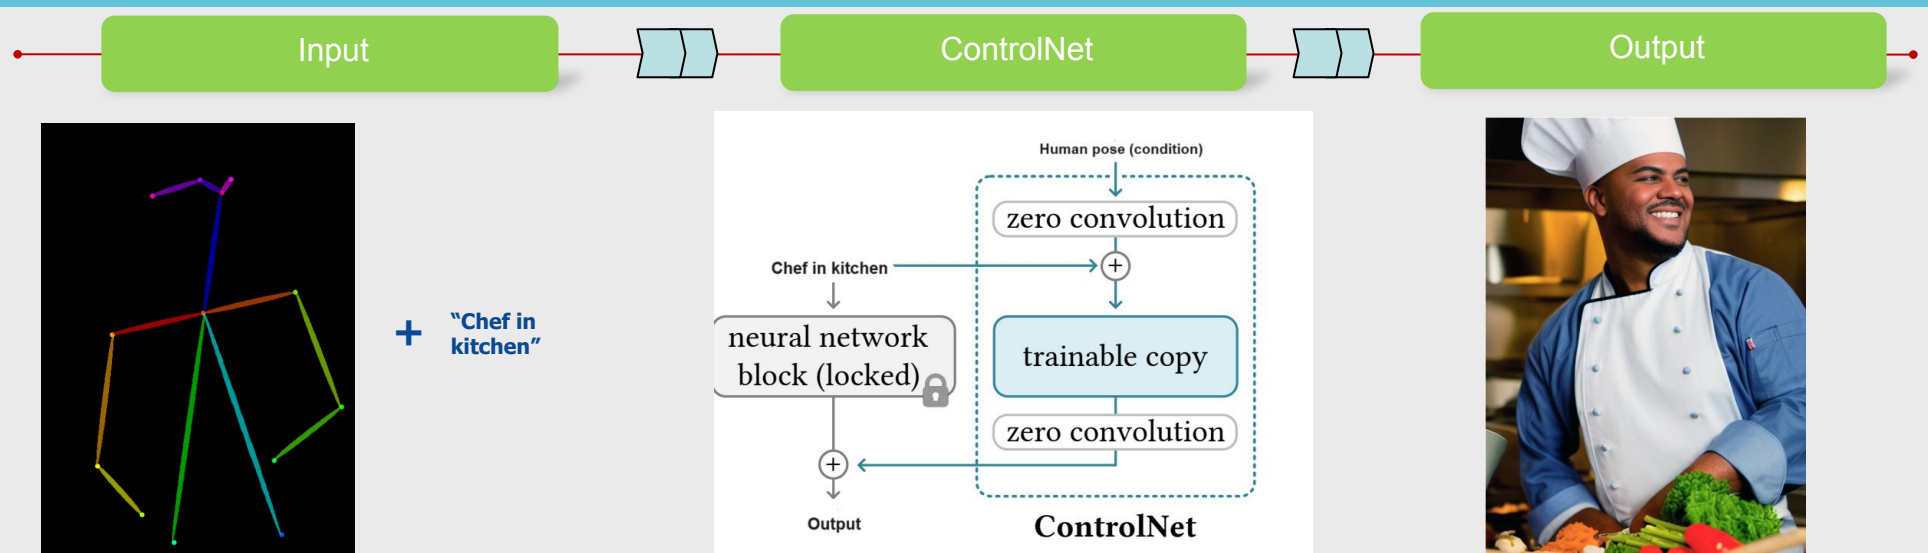 Input
ControlNet
Output
+
“Chef in
kitchen”
Human pose (condition)
zero convolution
+
Chef in kitchen
neural network
block (locked)
trainable copy
zero convolution
+
Output
ControlNet